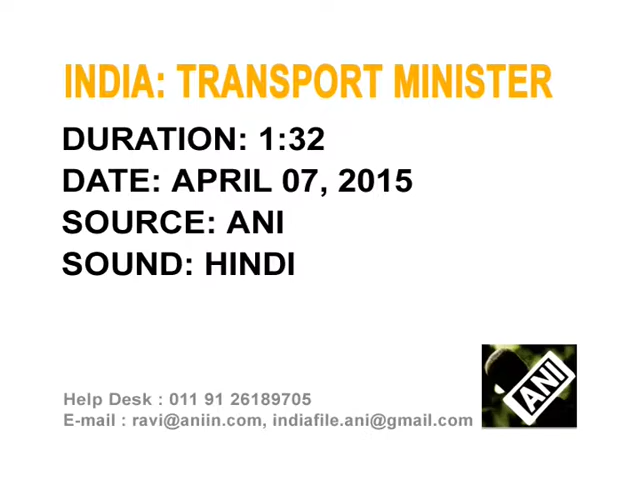 INDIA: TRANSPORT MINISTER
DURATION: 1:32
DATE: APRIL 07, 2015
SOURCE: ANI
SOUND: HINDI
Help Desk : 011 91 26189705
E-mail : ravi@aniin.com, indiafile.ani@gmail.com
ANI